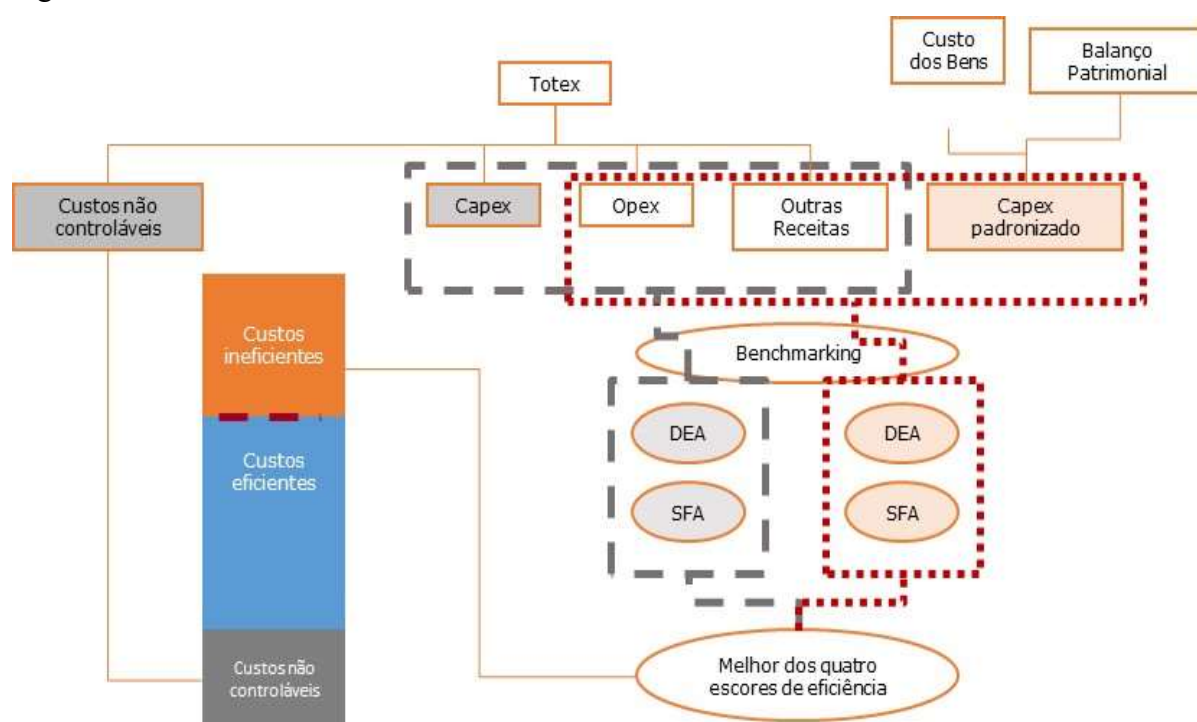 Custo
dos Bens
Balanço
Patrimonial
Totex
Custos não
controláveis
Capex
Opex
Outras
Receitas
Capex
padronizado
Custos
ineficientes
Benchmarking
DEA
DEA
Custos
eficientes
SFA
SFA
Custos não
controláveis
Melhor dos quatro
escores de eficiência